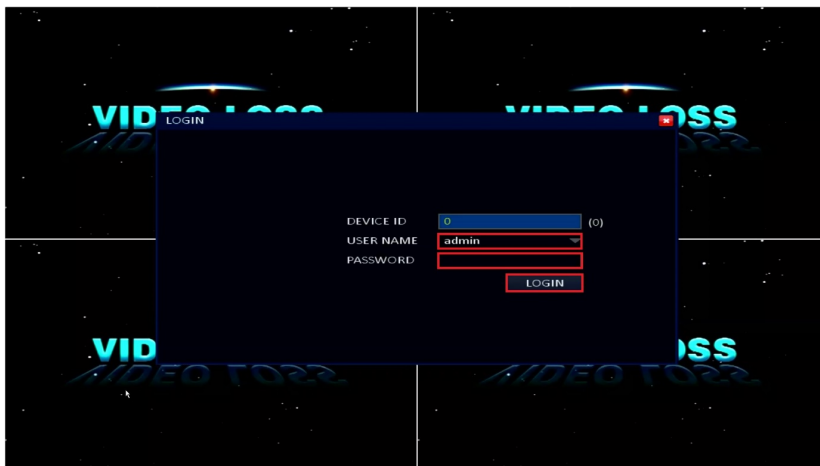 VIDEO LOSS
VIDEO LOSS
LOGIN
DEVICE ID 0 (0)
USER NAME admin
PASSWORD
LOGIN
VID
OSS